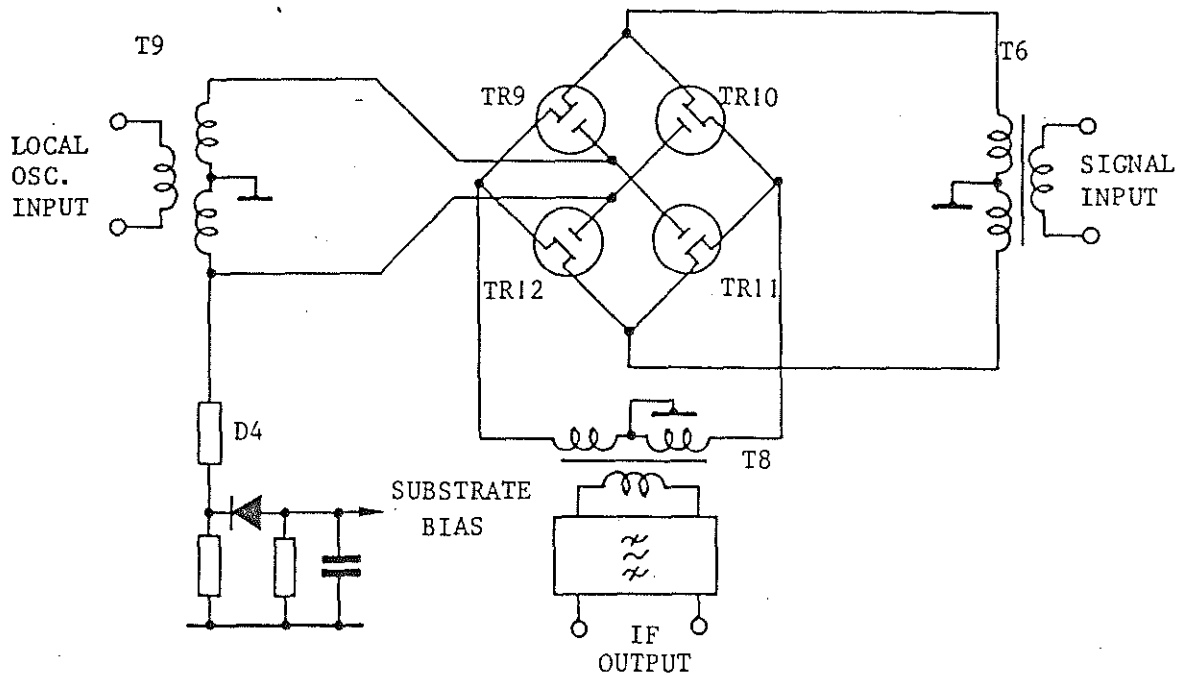 T9
T6
TR9
TR10
LOCAL
OSC.
INPUT
SIGNAL
INPUT
TR12
TR11
D4
T8
SUBSTRATE
BIAS
IF
OUTPUT